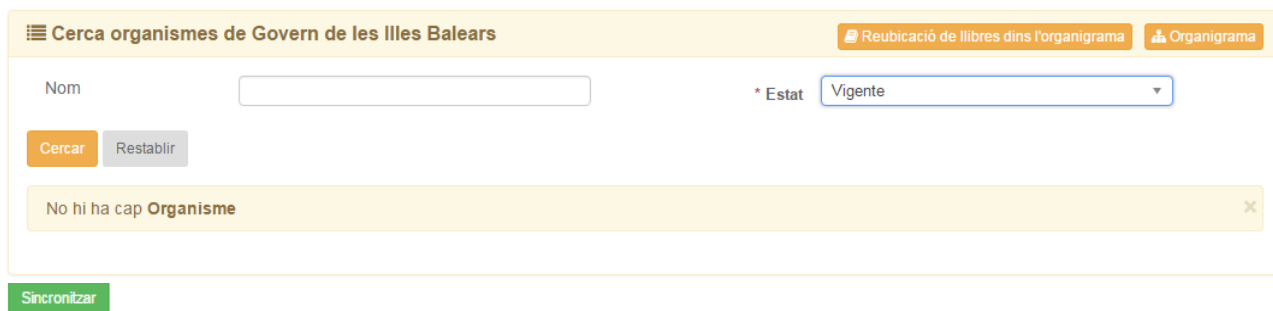 Cerca organismes de Govern de les Illes Balears
Reubicació de llibres dins l'organigrama
Organigrama
Nom
* Estat
Vigente
Cercar
Restablir
No hi ha cap Organisme
×
Sincronitzar